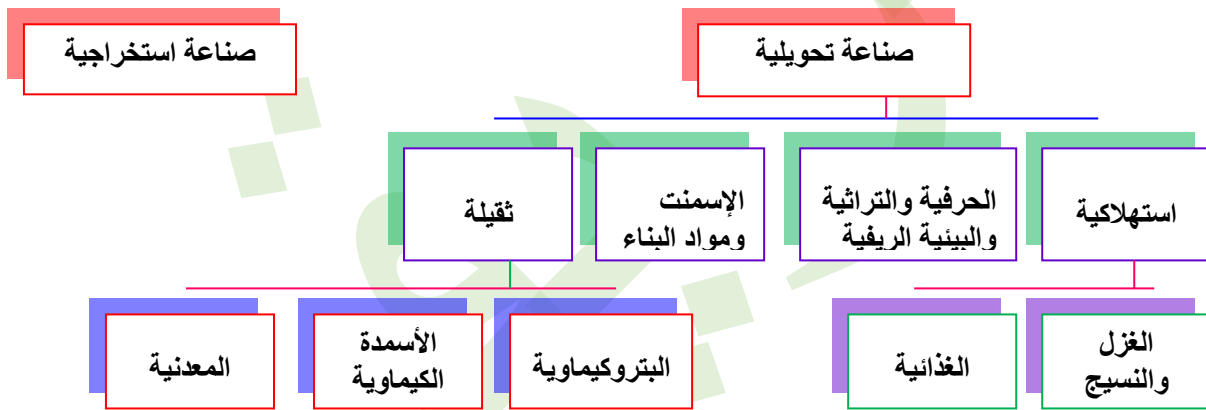 صناعة تحويلية
صناعة استخراجية
استهلاكية
الحرفية والتراثية
والبيئية الريفية
الإسمنت
ومواد البناء
ثقيلة
الغزل
والنسيج
الغذائية
البتروكيماوية
الأسمدة
الكيماوية
المعدنية